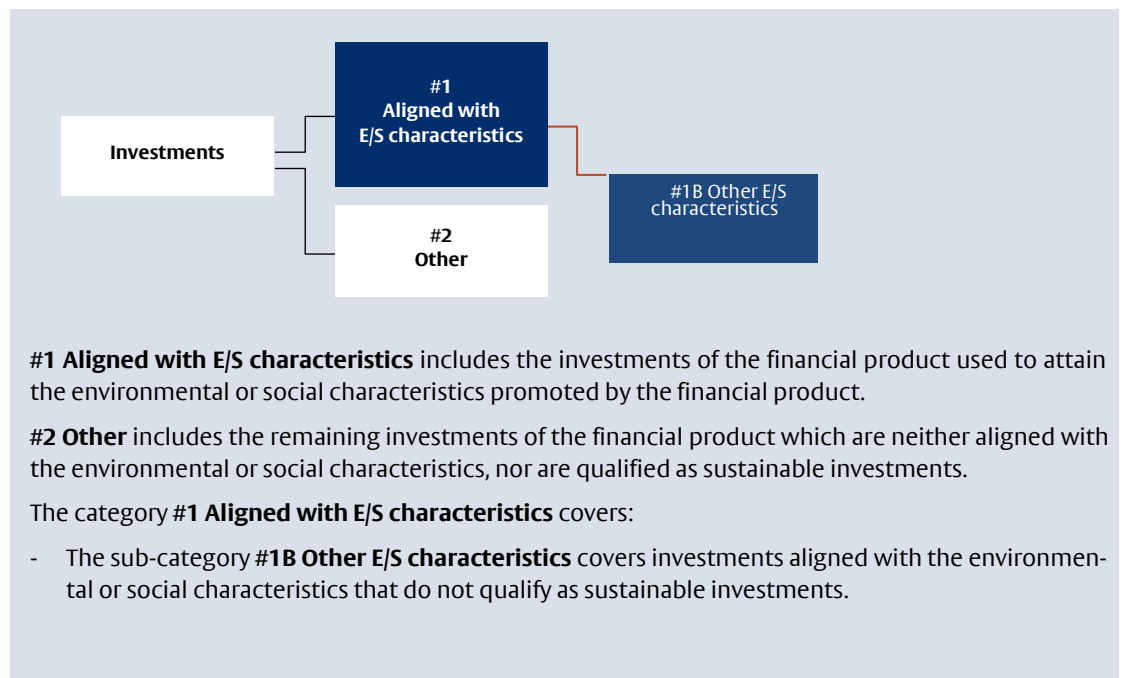 #1
Aligned with
E/S characteristics
Investments
#1B Other E/S
characteristics
#2
Other
#1 Aligned with E/S characteristics includes the investments of the financial product used to attain
the environmental or social characteristics promoted by the financial product.
#2 Other includes the remaining investments of the financial product which are neither aligned with
the environmental or social characteristics, nor are qualified as sustainable investments.
The category #1 Aligned with E/S characteristics covers:
- The sub-category #1B Other E/S characteristics covers investments aligned with the environmen-
tal or social characteristics that do not qualify as sustainable investments.